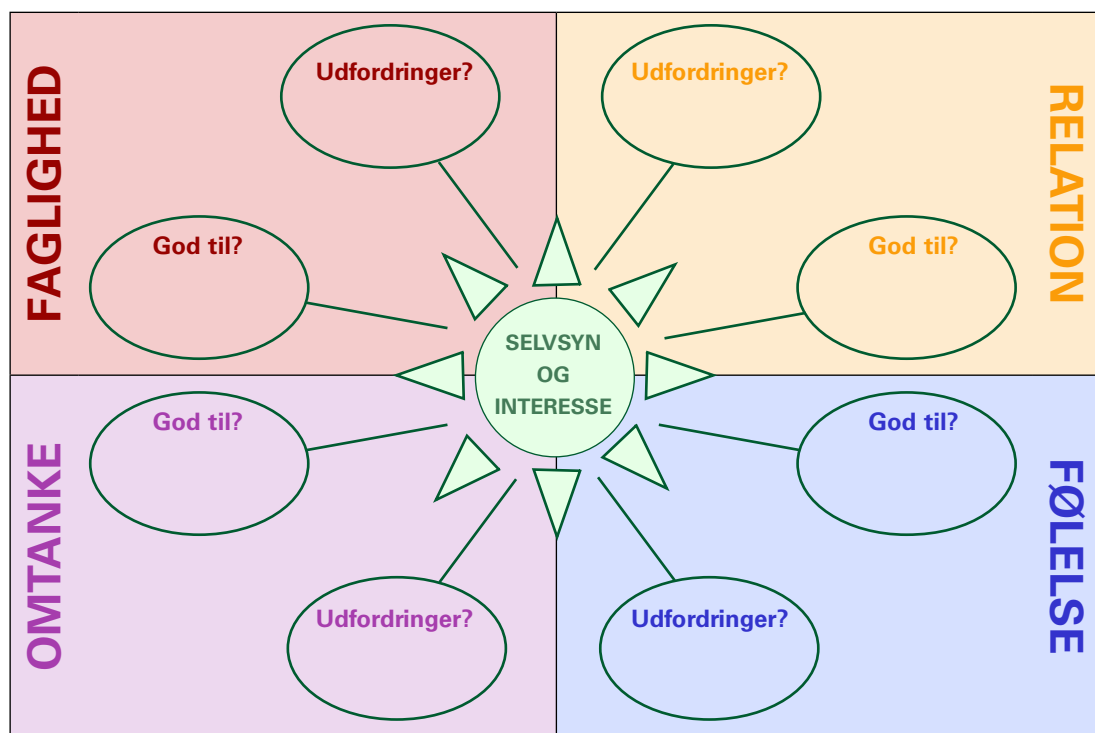 FAGLIGHED
Udfordringer?
God til?
RELATION
Udfordringer?
God til?
SELVSYN
OG
INTERESSE
OMTANKE
God til?
Udfordringer?
FØLELSE
God til?
Udfordringer?